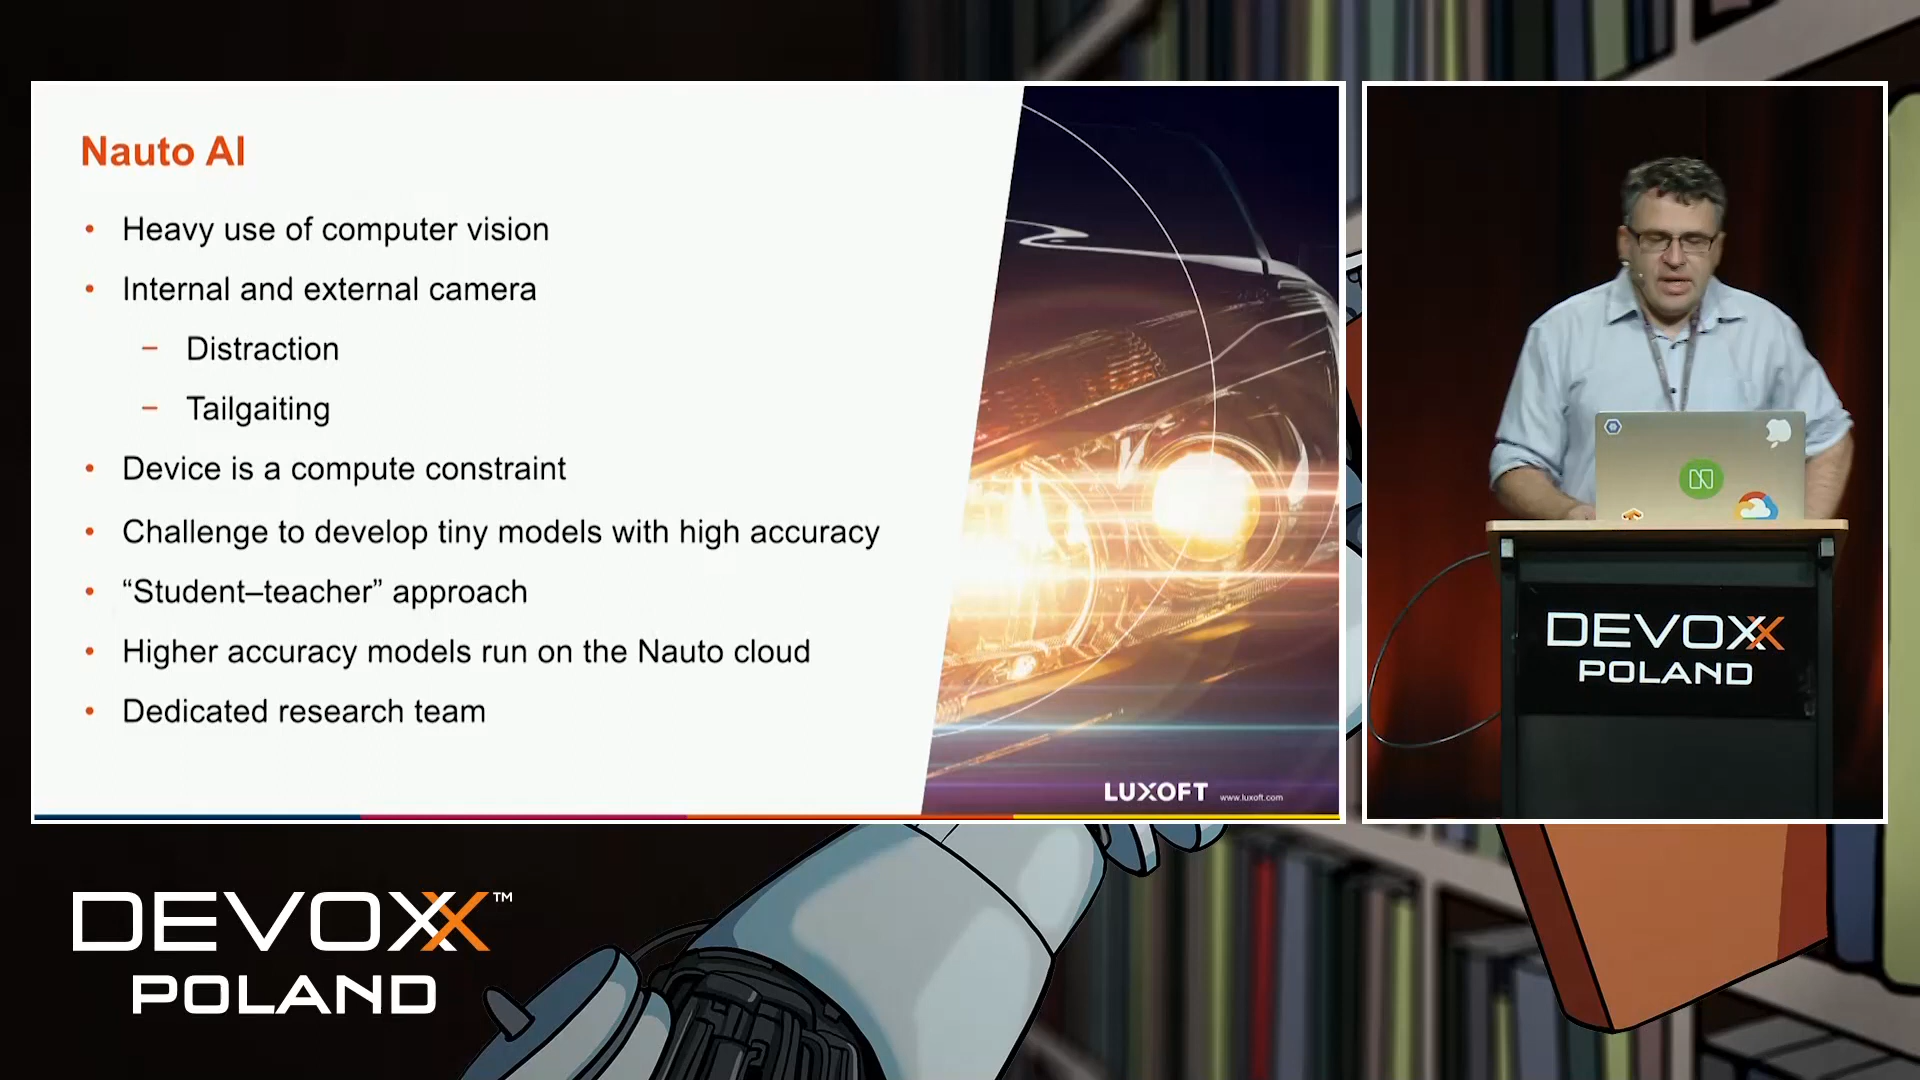 Nauto AI
• Heavy use of computer vision
• Internal and external camera
– Distraction
– Tailgaiting
• Device is a compute constraint
• Challenge to develop tiny models with high accuracy
• “Student–teacher” approach
• Higher accuracy models run on the Nauto cloud
• Dedicated research team
LUXOFT www.luxoft.com
DEVOXX
POLAND
DEVOXX™
POLAND